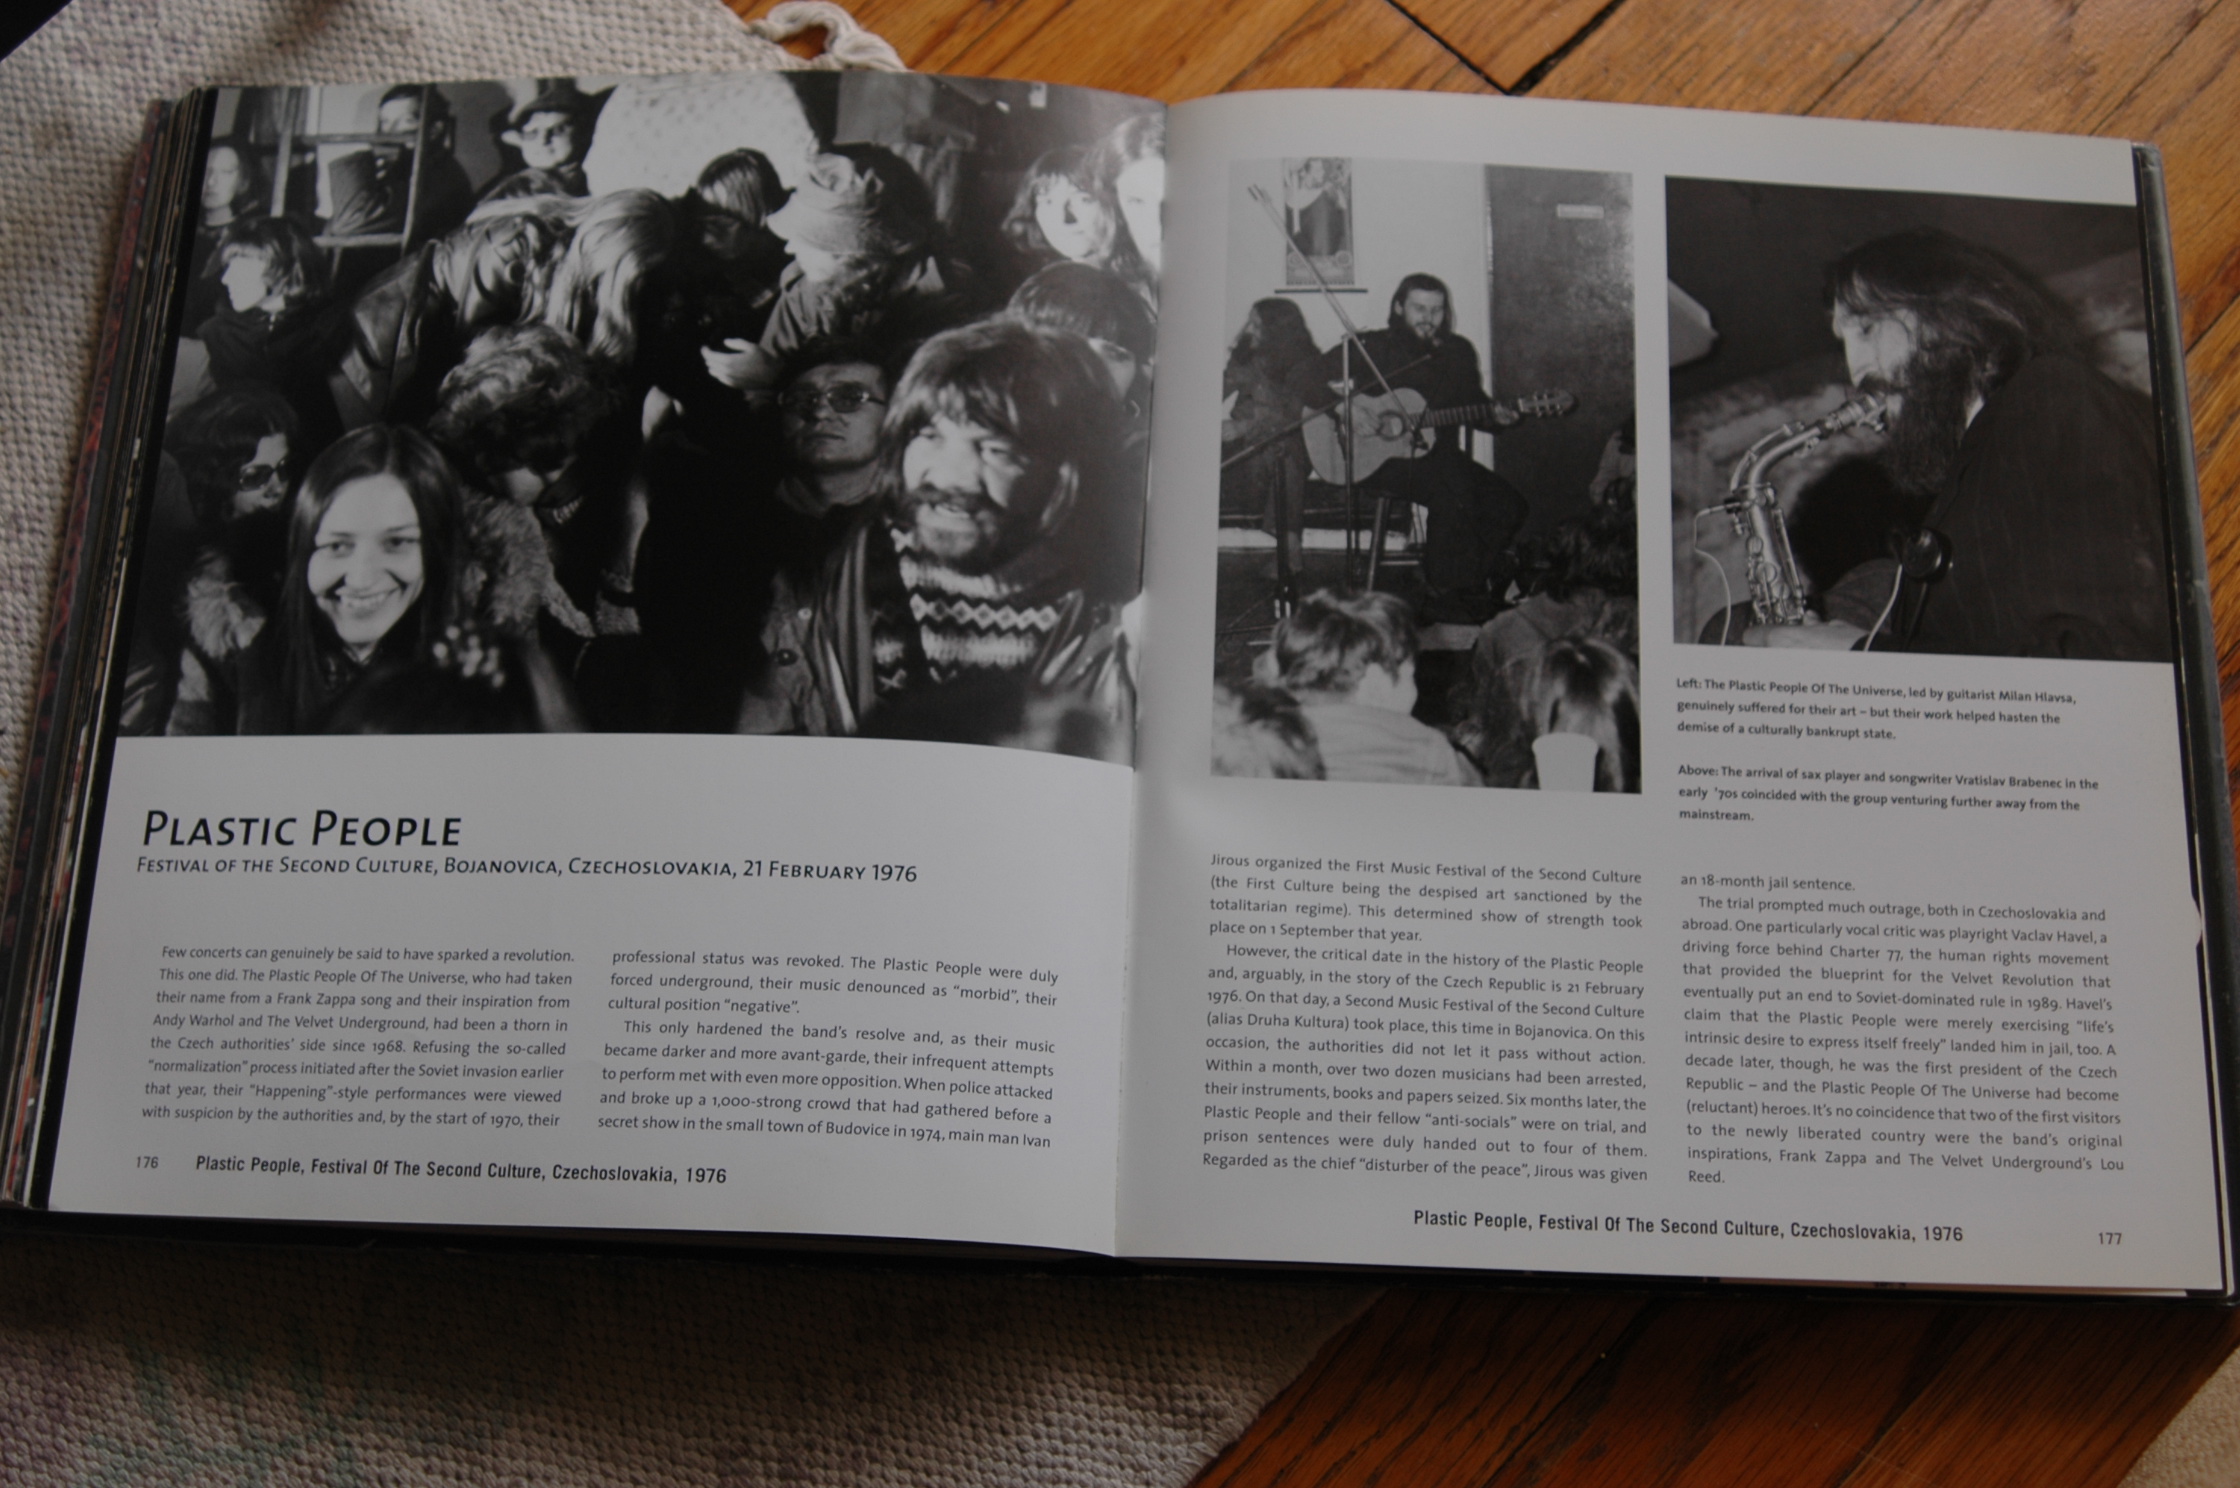 PLASTIC PEOPLE
FESTIVAL OF THE SECOND CULTURE, BOJANOVICA, CZECHOSLOVAKIA, 21 FEBRUARY 1976
Few concerts can genuinely be said to have sparked a revolution.
This one did. The Plastic People Of The Universe, who had taken
their name from a Frank Zappa song and their inspiration from
Andy Warhol and The Velvet Underground, had been a thorn in
the Czech authorities' side since 1968. Refusing the so-called
"normalization" process initiated after the Soviet invasion earlier
that year, their "Happening"-style performances were viewed
with suspicion by the authorities and, by the start of 1970, their
professional status was revoked. The Plastic People were duly
forced underground, their music denounced as "morbid", their
cultural position "negative".
This only hardened the band's resolve and, as their music
became darker and more avant-garde, their infrequent attempts
to perform met with even more opposition. When police attacked
and broke up a 1,000-strong crowd that had gathered before a
secret show in the small town of Budovice in 1974, main man Ivan
176 Plastic People, Festival Of The Second Culture, Czechoslovakia, 1976
Left: The Plastic People Of The Universe, led by guitarist Milan Hlavsa,
genuinely suffered for their art – but their work helped hasten the
demise of a culturally bankrupt state.
Above: The arrival of sax player and songwriter Vratislav Brabenec in the
early '70s coincided with the group venturing further away from the
mainstream.
Jirous organized the First Music Festival of the Second Culture
(the First Culture being the despised art sanctioned by the
totalitarian regime). This determined show of strength took
place on 1 September that year.
However, the critical date in the history of the Plastic People
and, arguably, in the story of the Czech Republic is 21 February
1976. On that day, a Second Music Festival of the Second Culture
(alias Druha Kultura) took place, this time in Bojanovica. On this
occasion, the authorities did not let it pass without action.
Within a month, over two dozen musicians had been arrested,
their instruments, books and papers seized. Six months later, the
Plastic People and their fellow "anti-socials" were on trial, and
prison sentences were duly handed out to four of them.
Regarded as the chief "disturber of the peace", Jirous was given
an 18-month jail sentence.
The trial prompted much outrage, both in Czechoslovakia and
abroad. One particularly vocal critic was playright Vaclav Havel, a
driving force behind Charter 77, the human rights movement
that provided the blueprint for the Velvet Revolution that
eventually put an end to Soviet-dominated rule in 1989. Havel's
claim that the Plastic People were merely exercising "life's
intrinsic desire to express itself freely" landed him in jail, too. A
decade later, though, he was the first president of the Czech
Republic – and the Plastic People Of The Universe had become
(reluctant) heroes. It's no coincidence that two of the first visitors
to the newly liberated country were the band's original
inspirations, Frank Zappa and The Velvet Underground's Lou
Reed.
Plastic People, Festival Of The Second Culture, Czechoslovakia, 1976 177